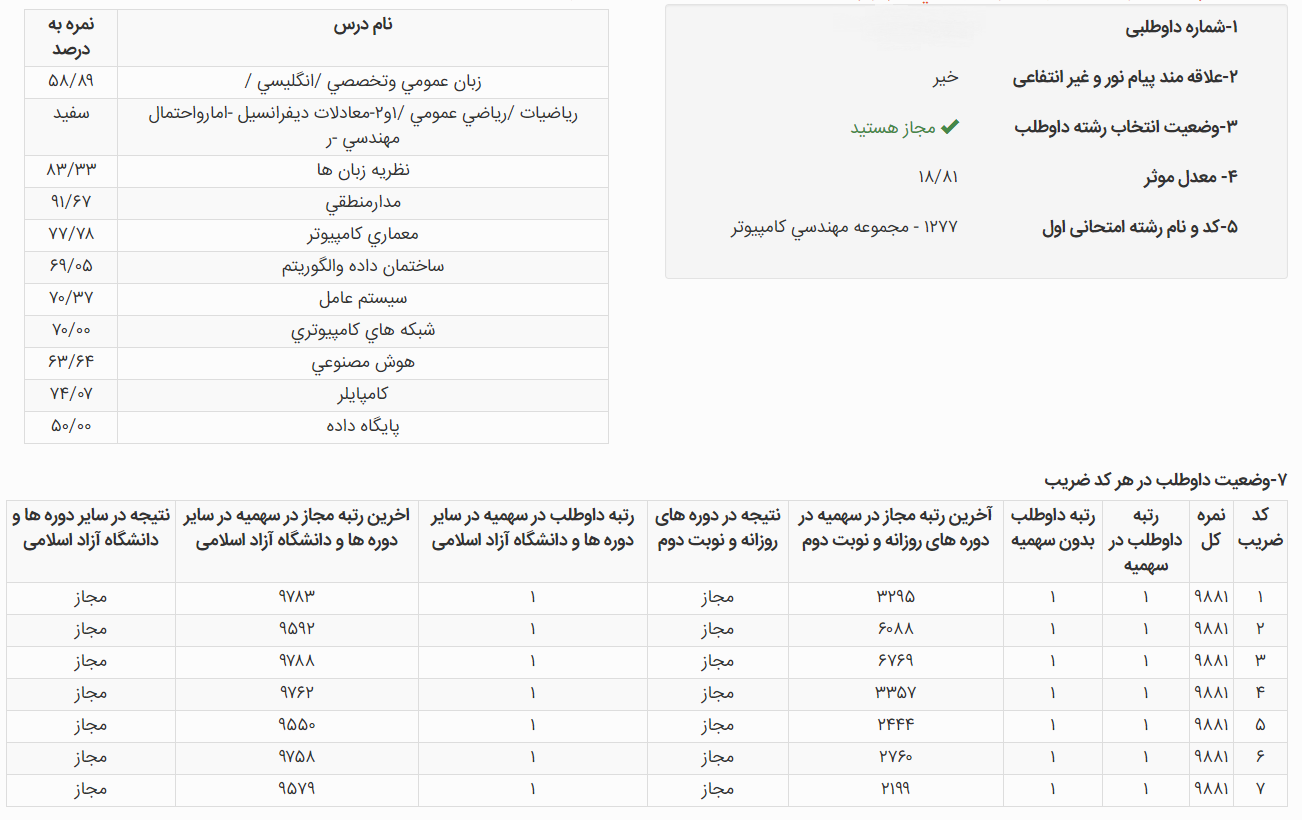 ۱-شماره داوطلبی
۲-علاقه مند پیام نور و غیر انتفاعی خیر
۳-وضعیت انتخاب رشته داوطلب ✔ مجاز هستید
۴- معدل موثر ۱۸/۸۱
۵-کد و نام رشته امتحانی اول ۱۲۷۷ - مجموعه مهندسي کامپیوتر
نام درس نمره به
درصد
زبان عمومي وتخصصي /انگليسي / ۵۸/۸۹
رياضيات /رياضي عمومي /۱و۲-معادلات ديفرانسيل -امارواحتمال سفید
مهندسي -ر
نظریه زبان ها ۸۳/۳۳
مدارمنطقي ۹۱/۶۷
معماري کامپيوتر ۷۷/۷۸
ساختمان داده والگوريتم ۶۹/۰۵
سيستم عامل ۷۰/۳۷
شبکه هاي کامپيوتري ۷۰/۰۰
هوش مصنوعي ۶۳/۶۴
کامپايلر ۷۴/۰۷
پایگاه داده ۵۰/۰۰
۷-وضعیت داوطلب در هر کد ضریب
کد نمره رتبه رتبه داوطلب آخرین رتبه مجاز در سهمیه در نتیجه در دوره های رتبه داوطلب در سهمیه در سایر اخرین رتبه مجاز در سهمیه در سایر نتیجه در سایر دوره ها و
ضریب کل داوطلب در بدون سهمیه دوره های روزانه و نوبت دوم روزانه و نوبت دوم دوره ها و دانشگاه آزاد اسلامی دوره ها و دانشگاه آزاد اسلامی دانشگاه آزاد اسلامی
سهمیه
۱ ۹۸۸۱ ۱ ۱ ۳۲۹۵ مجاز ۱ ۹۷۸۳ مجاز
۲ ۹۸۸۱ ۱ ۱ ۶۰۸۸ مجاز ۱ ۹۵۹۲ مجاز
۳ ۹۸۸۱ ۱ ۱ ۶۷۶۹ مجاز ۱ ۹۷۸۸ مجاز
۴ ۹۸۸۱ ۱ ۱ ۳۳۵۷ مجاز ۱ ۹۷۶۲ مجاز
۵ ۹۸۸۱ ۱ ۱ ۲۴۴۴ مجاز ۱ ۹۵۵۰ مجاز
۶ ۹۸۸۱ ۱ ۱ ۲۷۶۰ مجاز ۱ ۹۷۵۸ مجاز
۷ ۹۸۸۱ ۱ ۱ ۲۱۹۹ مجاز ۱ ۹۵۷۹ مجاز